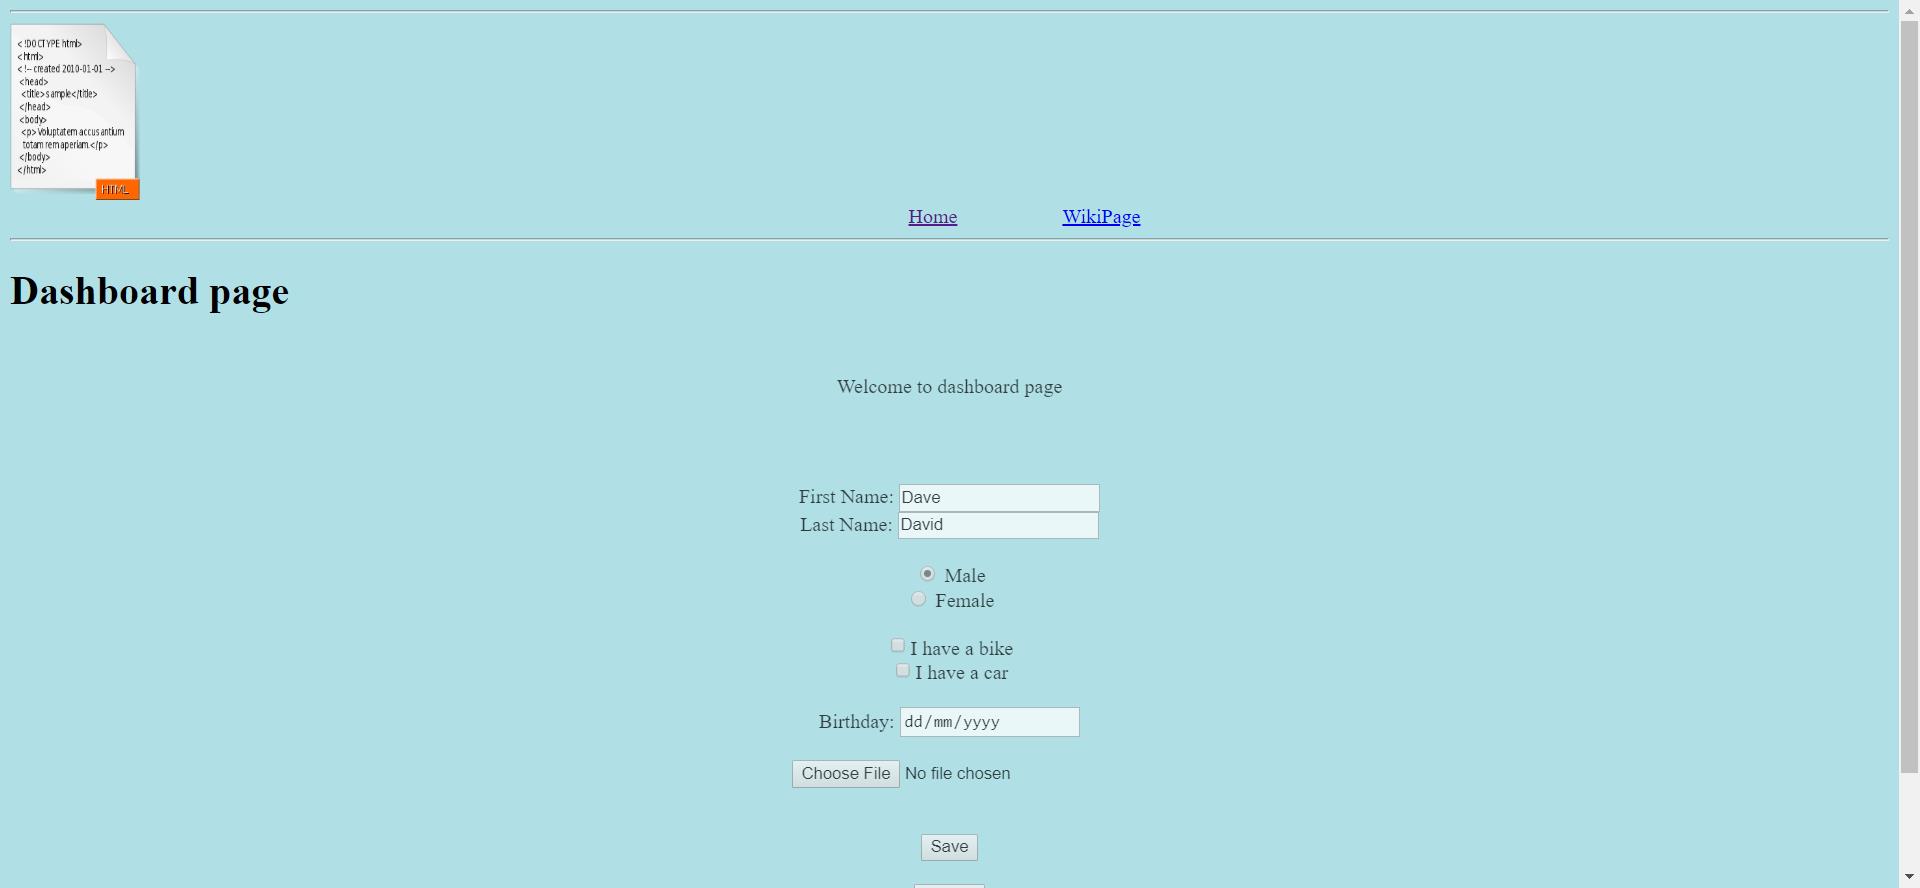 <!DOCTYPE html>
<html>
<!-- created 2010-01-01 -->
<head>
<title>sample</title>
</head>
<body>
<p>Voluptatem accusantium
totam rem aperiam.</p>
</body>
</html>
HTML
Home WikiPage
Dashboard page
Welcome to dashboard page
First Name: Dave
Last Name: David
Male
Female
I have a bike
I have a car
Birthday: dd/mm/yyyy
Choose File No file chosen
Save